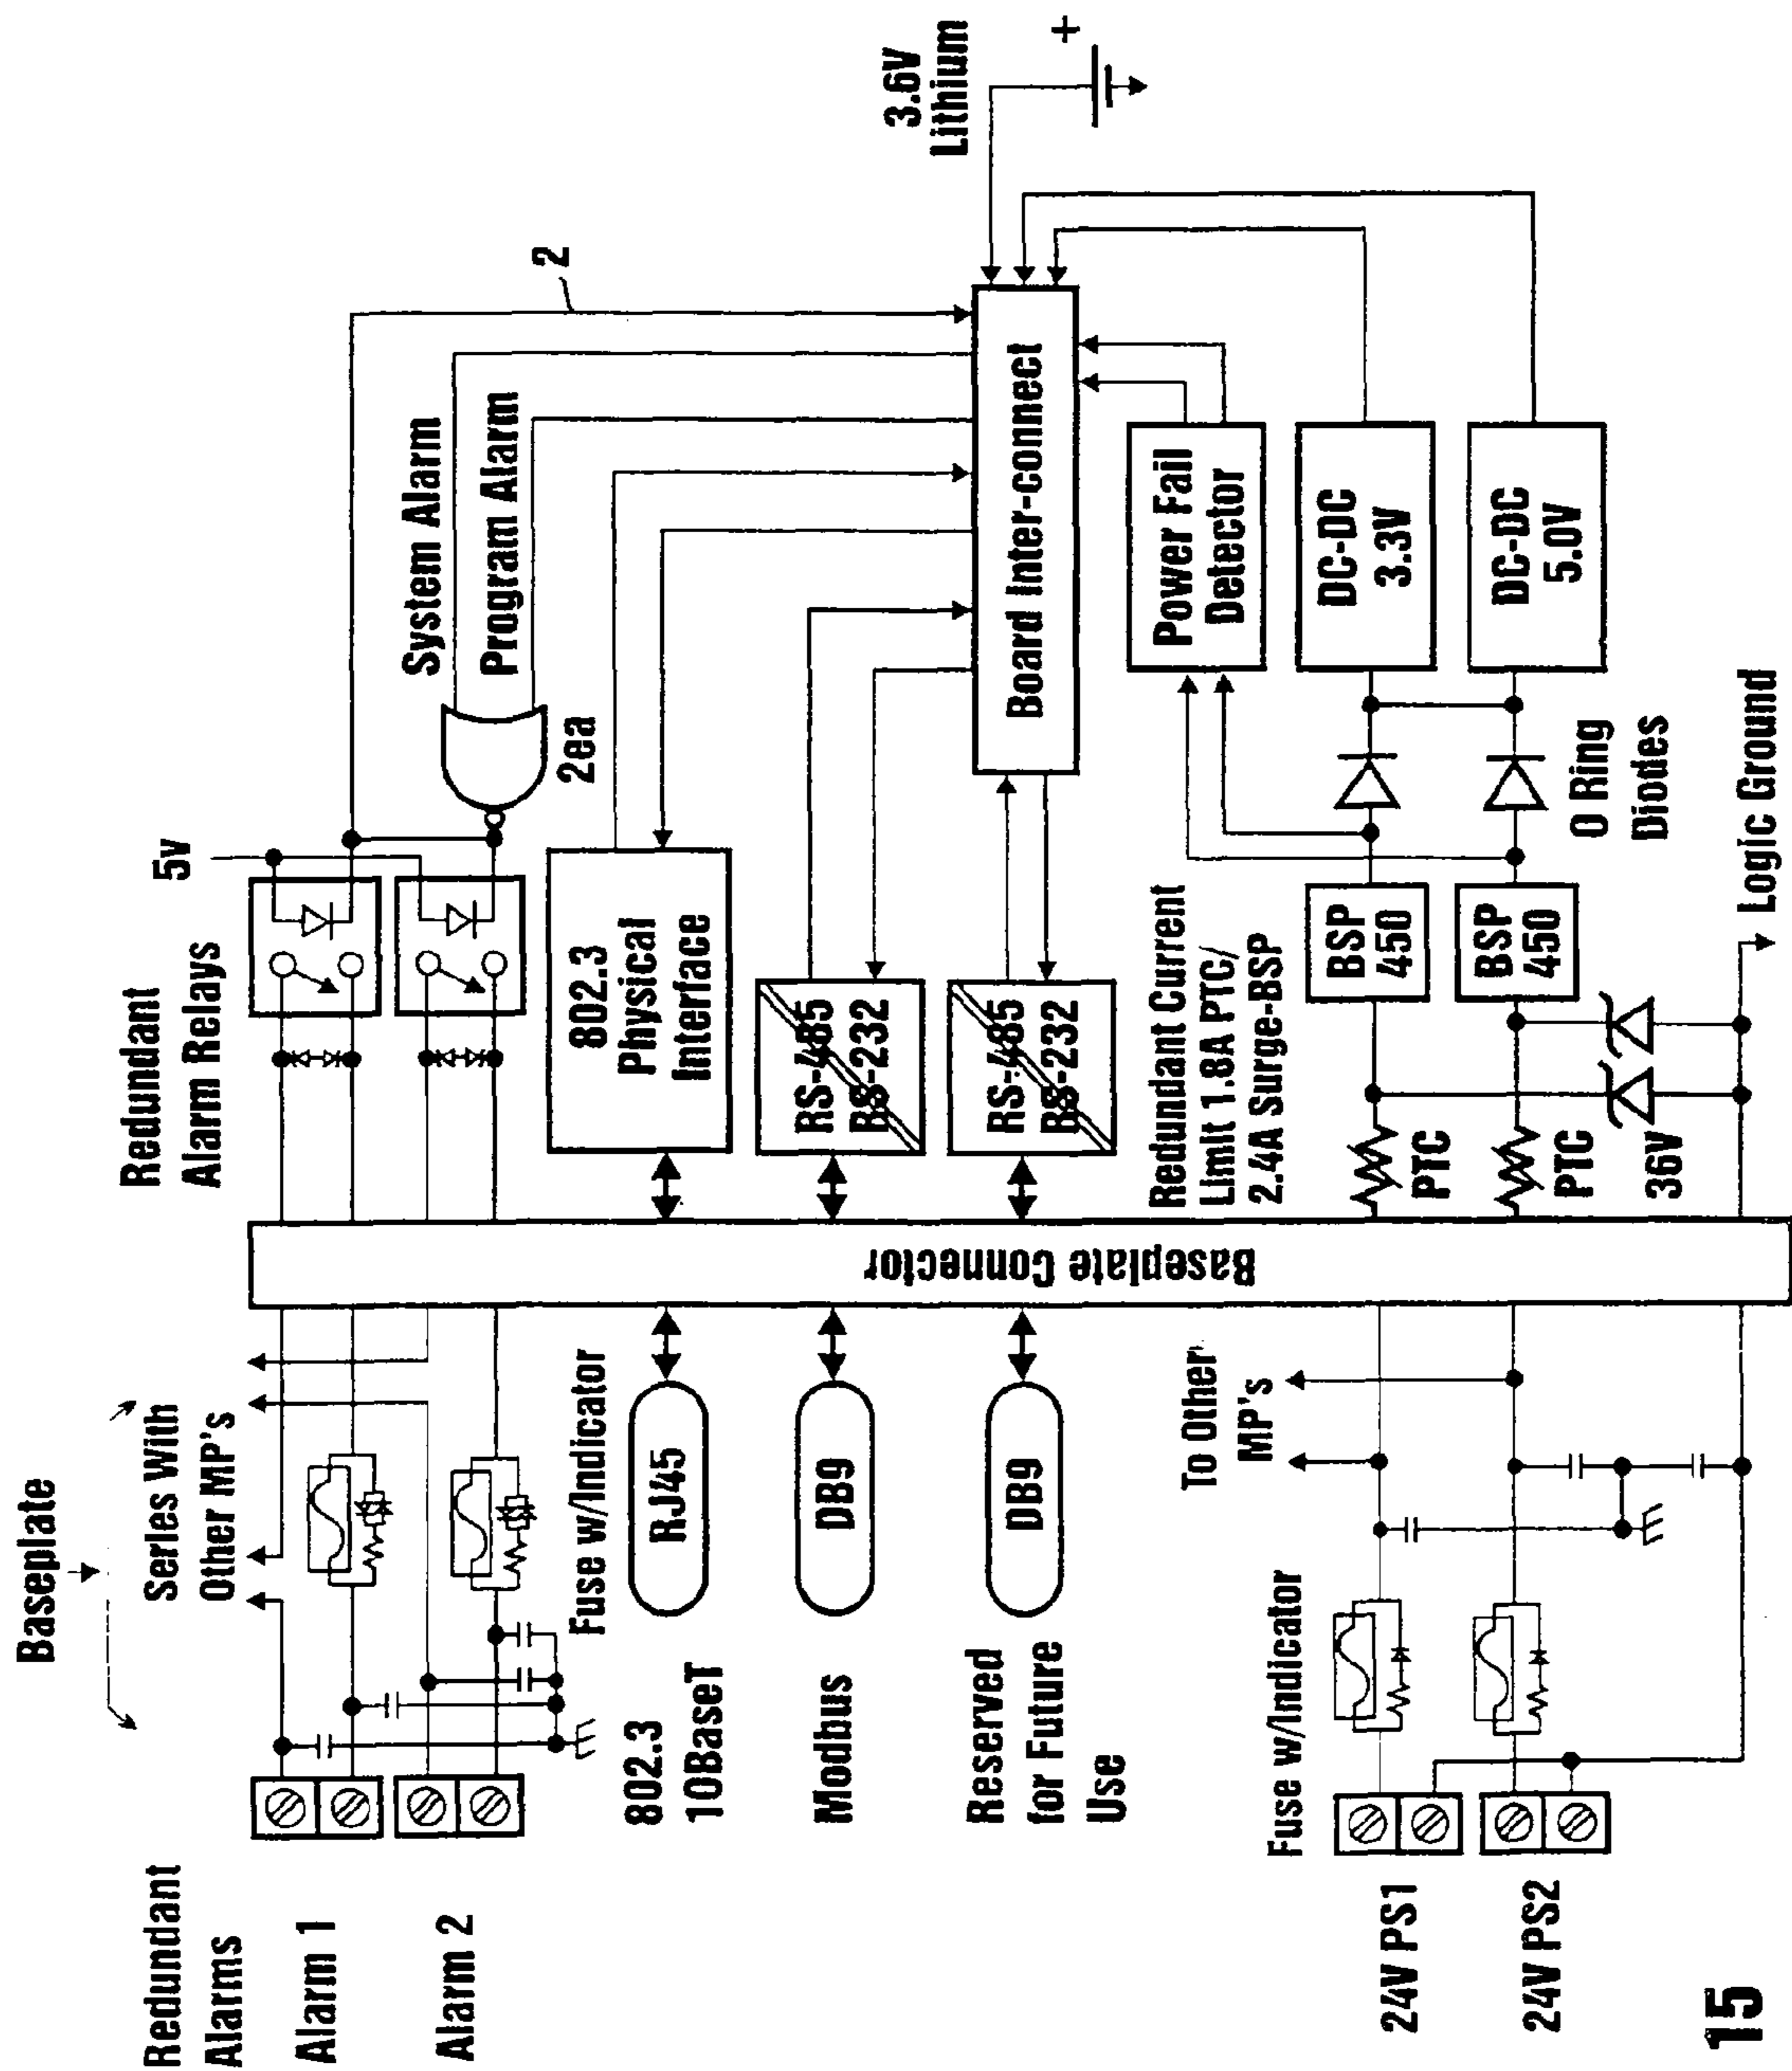 Baseplate
Redundant
Alarms
Alarm 1
Alarm 2
Series With
Other MP's
Fuse w/Indicator
Redundant
Alarm Relays
5v
2
System Alarm
Program Alarm
2ea
3.6V
Lithium
+
802.3
10BaseT
RJ45
802.3
Physical
Interface
Modbus
DB9
RS-485
RS-232
Reserved
for Future
Use
DB9
RS-485
RS-232
Board Inter-connect
Baseplate Connector
To Other
MP's
Redundant Current
Limit 1.8A PTC/
2.4A Surge-BSP
Power Fail
Detector
Fuse w/Indicator
24V PS1
24V PS2
PTC
PTC
36V
BSP
450
BSP
450
O Ring
Diodes
DC-DC
3.3V
DC-DC
5.0V
Logic Ground
15